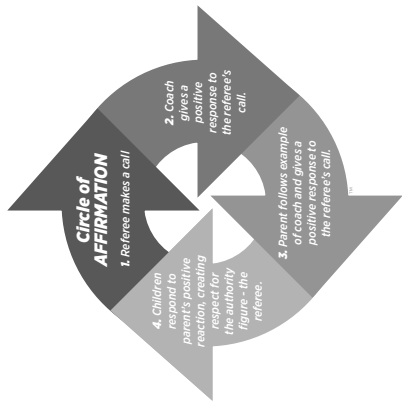 Circle of
AFFIRMATION
1. Referee makes a call
2. Coach
gives a
positive
response to
the referee's
call.
3. Parent follows example
of coach and gives a
positive response to
the referee's call.
4. Children
respond to
parent's positive
reaction, creating
respect for
the authority
figure - the
referee.
TM